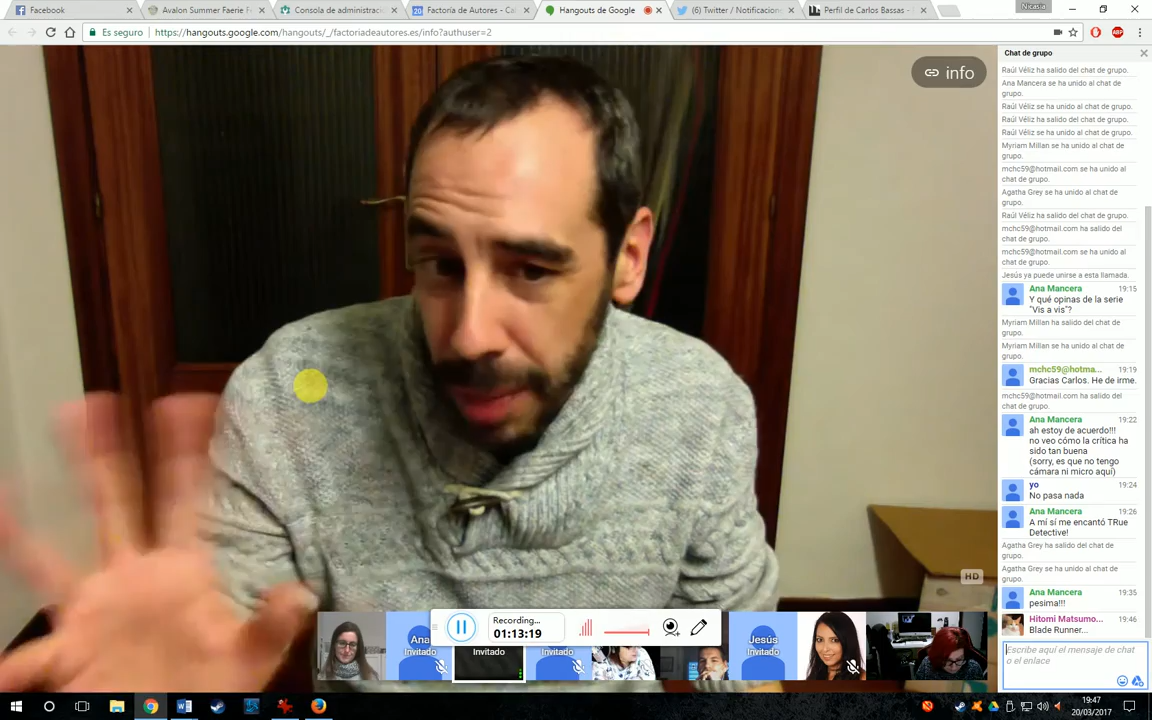 Nicasia
Facebook
Avalon Summer Faerie F
Consola de administraci
Factoría de Autores - Ca
Hangouts de Google
(6) Twitter / Notificacion
Perfil de Carlos Bassas -
Es seguro
https://hangouts.google.com/hangouts/_/factoriadeautores.es/info?authuser=2
info
HD
Recording...
01:13:19
Ana
Invitado
Invitado
Invitado
Jesús
Invitado
Chat de grupo
Raúl Véliz ha salido del chat de grupo.
Ana Mancera se ha unido al chat de
grupo.
Raúl Véliz se ha unido al chat de grupo.
Raúl Véliz ha salido del chat de grupo.
Raúl Véliz se ha unido al chat de grupo.
Myriam Millan se ha unido al chat de
grupo.
mchc59@hotmail.com se ha unido al
chat de grupo.
Agatha Grey se ha unido al chat de
grupo.
Raúl Véliz ha salido del chat de grupo.
mchc59@hotmail.com ha salido del
chat de grupo.
mchc59@hotmail.com se ha unido al
chat de grupo.
Jesús ya puede unirse a esta llamada.
Ana Mancera 19:15
Y qué opinas de la serie
"Vis a vis"?
Myriam Millan ha salido del chat de
grupo.
Myriam Millan se ha unido al chat de
grupo.
mchc59@hotma... 19:19
Gracias Carlos. He de irme.
mchc59@hotmail.com ha salido del
chat de grupo.
Ana Mancera 19:22
ah estoy de acuerdo!!!
no veo cómo la crítica ha
sido tan buena
(sorry, es que no tengo
cámara ni micro aquí)
yo 19:24
No pasa nada
Ana Mancera 19:26
A mí sí me encantó TRue
Detective!
Agatha Grey ha salido del chat de
grupo.
Agatha Grey se ha unido al chat de
grupo.
Ana Mancera 19:35
pesima!!!
Hitomi Matsumo... 19:46
Blade Runner...
Escribe aquí el mensaje de chat
o el enlace
19:47
20/03/2017